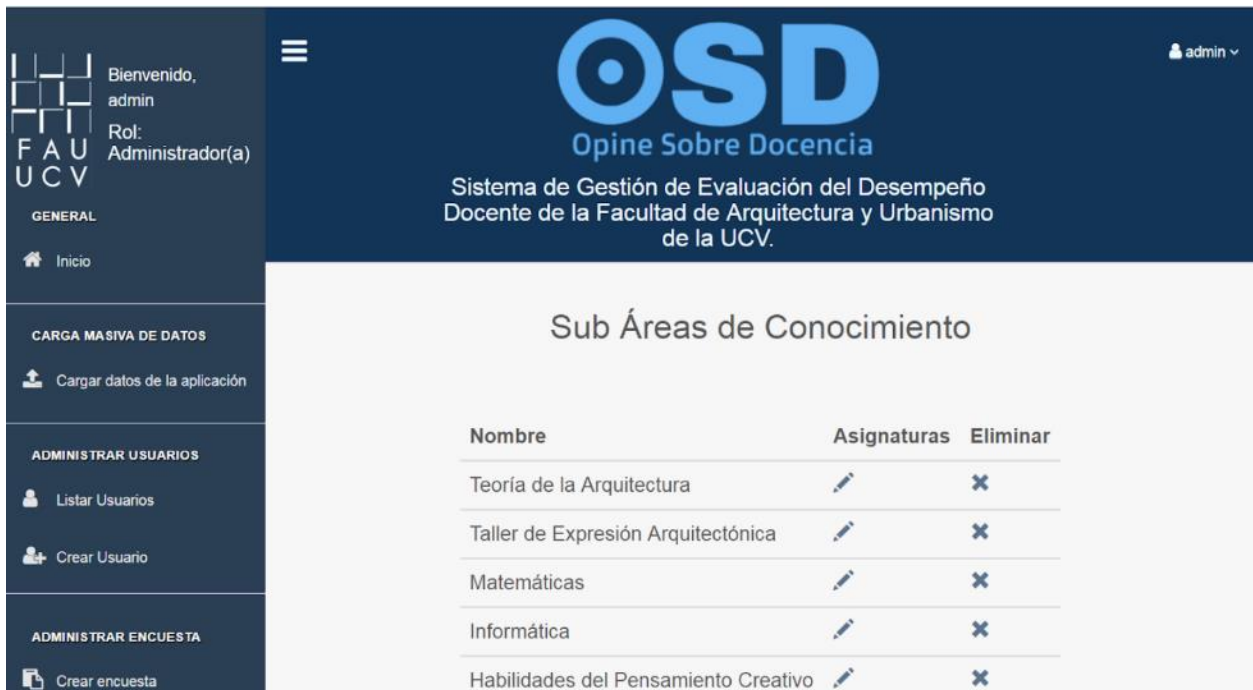 Bienvenido,
admin
Rol:
Administrador(a)
FAU
UCV
GENERAL
Inicio
CARGA MASIVA DE DATOS
Cargar datos de la aplicación
ADMINISTRAR USUARIOS
Listar Usuarios
Crear Usuario
ADMINISTRAR ENCUESTA
Crear encuesta
OSD
Opine Sobre Docencia
Sistema de Gestión de Evaluación del Desempeño
Docente de la Facultad de Arquitectura y Urbanismo
de la UCV.
admin
Sub Áreas de Conocimiento
Nombre Asignaturas Eliminar
Teoría de la Arquitectura
Taller de Expresión Arquitectónica
Matemáticas
Informática
Habilidades del Pensamiento Creativo